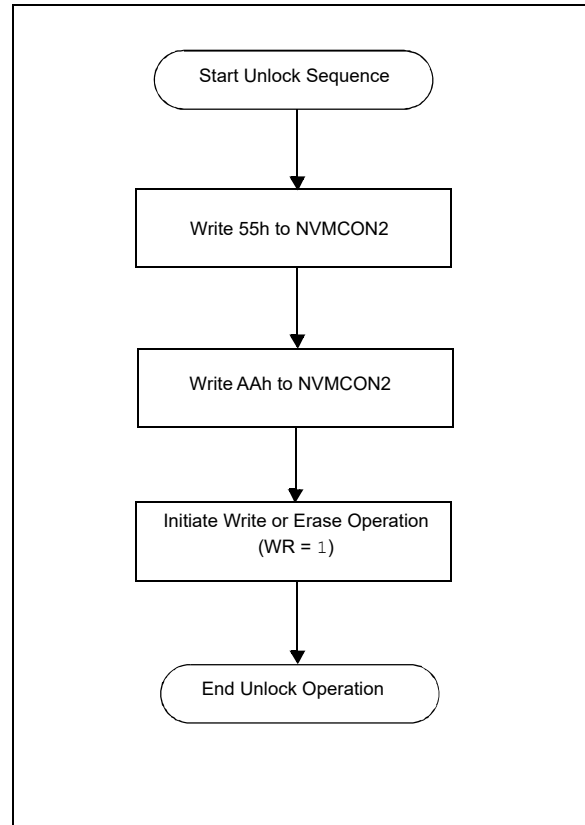 Start Unlock Sequence
Write 55h to NVMCON2
Write AAh to NVMCON2
Initiate Write or Erase Operation
(WR = 1)
End Unlock Operation